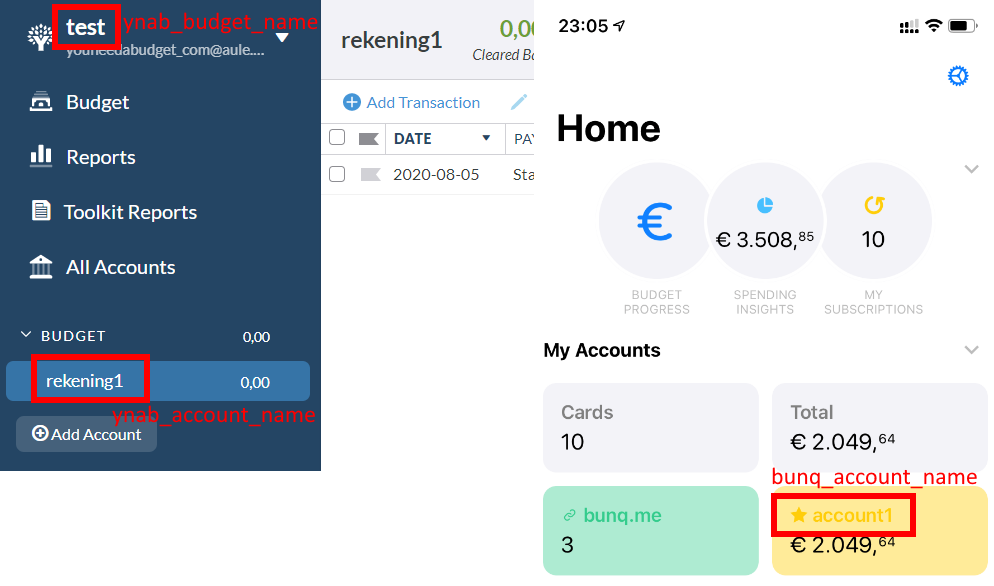 test
ynab_budget_name
youneedabudget_com@aule....
Budget
Reports
Toolkit Reports
All Accounts
BUDGET 0,00
rekening1 0,00
ynab_account_name
Add Account
rekening1
0,00
Cleared Ba
Add Transaction
DATE PAY
2020-08-05 Sta
23:05
Home
€ 3.508,85
10
BUDGET PROGRESS
SPENDING INSIGHTS
MY SUBSCRIPTIONS
My Accounts
Cards
10
Total
€ 2.049,64
bunq_account_name
bunq.me
3
account1
€ 2.049,64